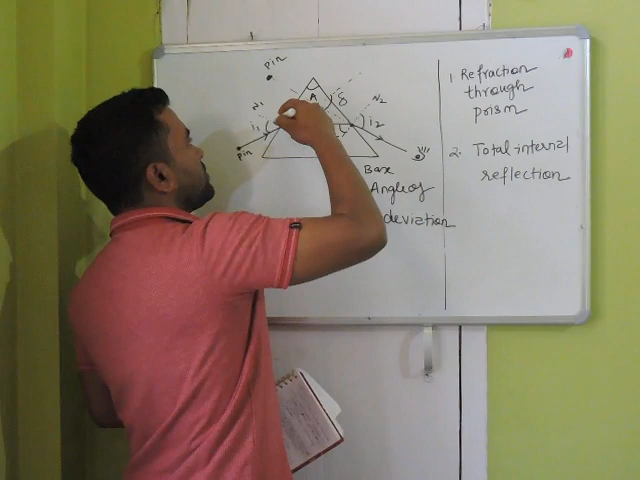 pin
A
δ
N1
N2
i1
i2
pin
Base
Angle of
deviation
1. Refraction
through
prism
2. Total internal
reflection